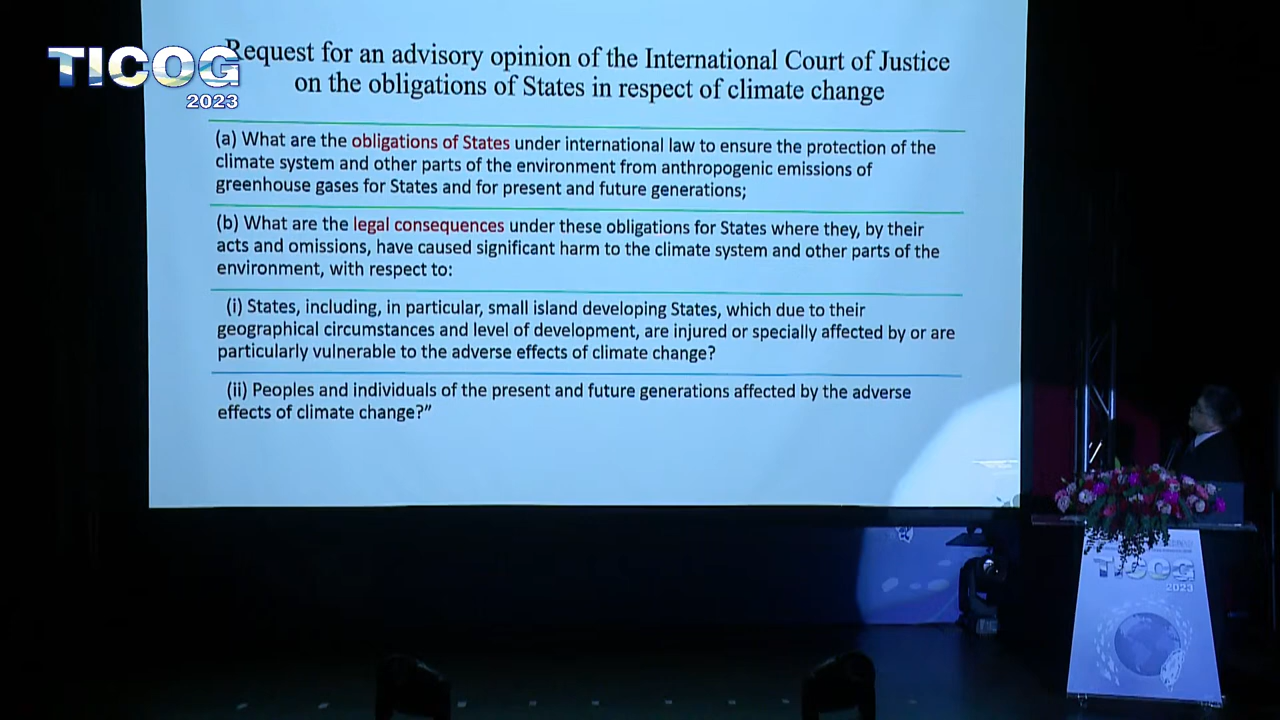 TICOG
2023
Request for an advisory opinion of the International Court of Justice
on the obligations of States in respect of climate change
(a) What are the obligations of States under international law to ensure the protection of the
climate system and other parts of the environment from anthropogenic emissions of
greenhouse gases for States and for present and future generations;
(b) What are the legal consequences under these obligations for States where they, by their
acts and omissions, have caused significant harm to the climate system and other parts of the
environment, with respect to:
(i) States, including, in particular, small island developing States, which due to their
geographical circumstances and level of development, are injured or specially affected by or are
particularly vulnerable to the adverse effects of climate change?
(ii) Peoples and individuals of the present and future generations affected by the adverse
effects of climate change?”
TICOG
2023